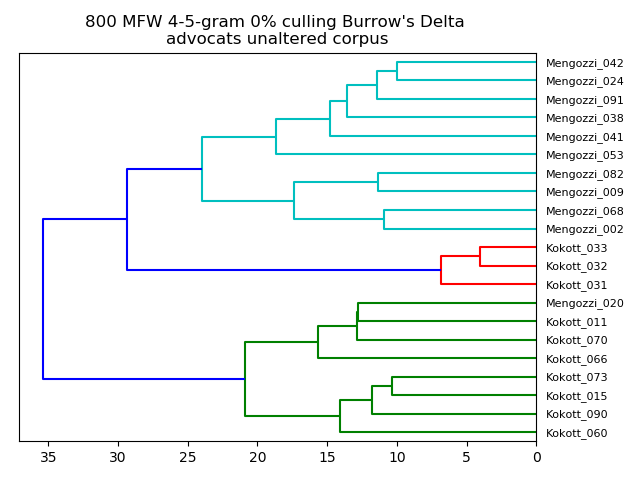 800 MFW 4-5-gram 0% culling Burrow's Delta
advocats unaltered corpus
Mengozzi_042
Mengozzi_024
Mengozzi_091
Mengozzi_038
Mengozzi_041
Mengozzi_053
Mengozzi_082
Mengozzi_009
Mengozzi_068
Mengozzi_002
Kokott_033
Kokott_032
Kokott_031
Mengozzi_020
Kokott_011
Kokott_070
Kokott_066
Kokott_073
Kokott_015
Kokott_090
Kokott_060
35 30 25 20 15 10 5 0